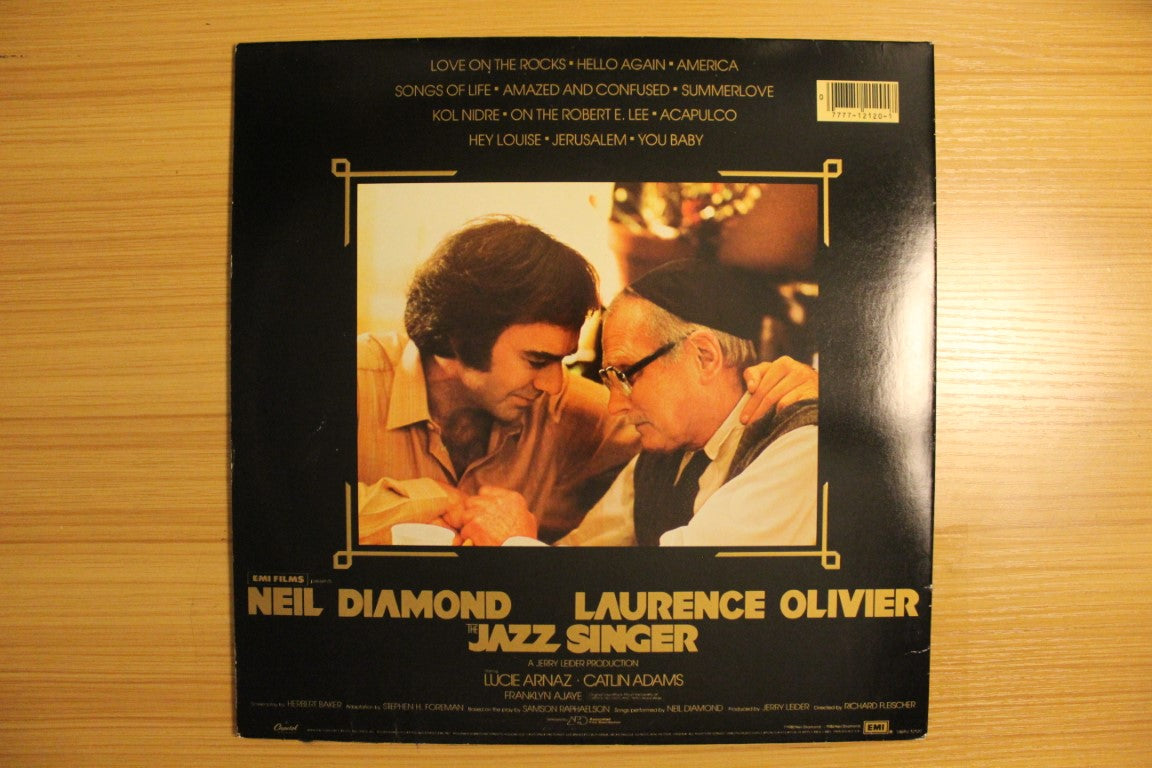 LOVE ON THE ROCKS ▪ HELLO AGAIN ▪ AMERICA
SONGS OF LIFE ▪ AMAZED AND CONFUSED ▪ SUMMERLOVE
KOL NIDRE ▪ ON THE ROBERT E. LEE ▪ ACAPULCO
HEY LOUISE ▪ JERUSALEM ▪ YOU BABY
0
7777-12120-1
EMI FILMS
NEIL DIAMOND LAURENCE OLIVIER
THE JAZZ SINGER
A JERRY LEIDER PRODUCTION
LUCIE ARNAZ · CATLIN ADAMS
FRANKLYN AJAYE
Screenplay by HERBERT BAKER Adaptation by STEPHEN H. FOREMAN Based on the play by SAMSON RAPHAELSON Songs performed by NEIL DIAMOND Produced by JERRY LEIDER Directed by RICHARD FLEISCHER
Capitol
EMI